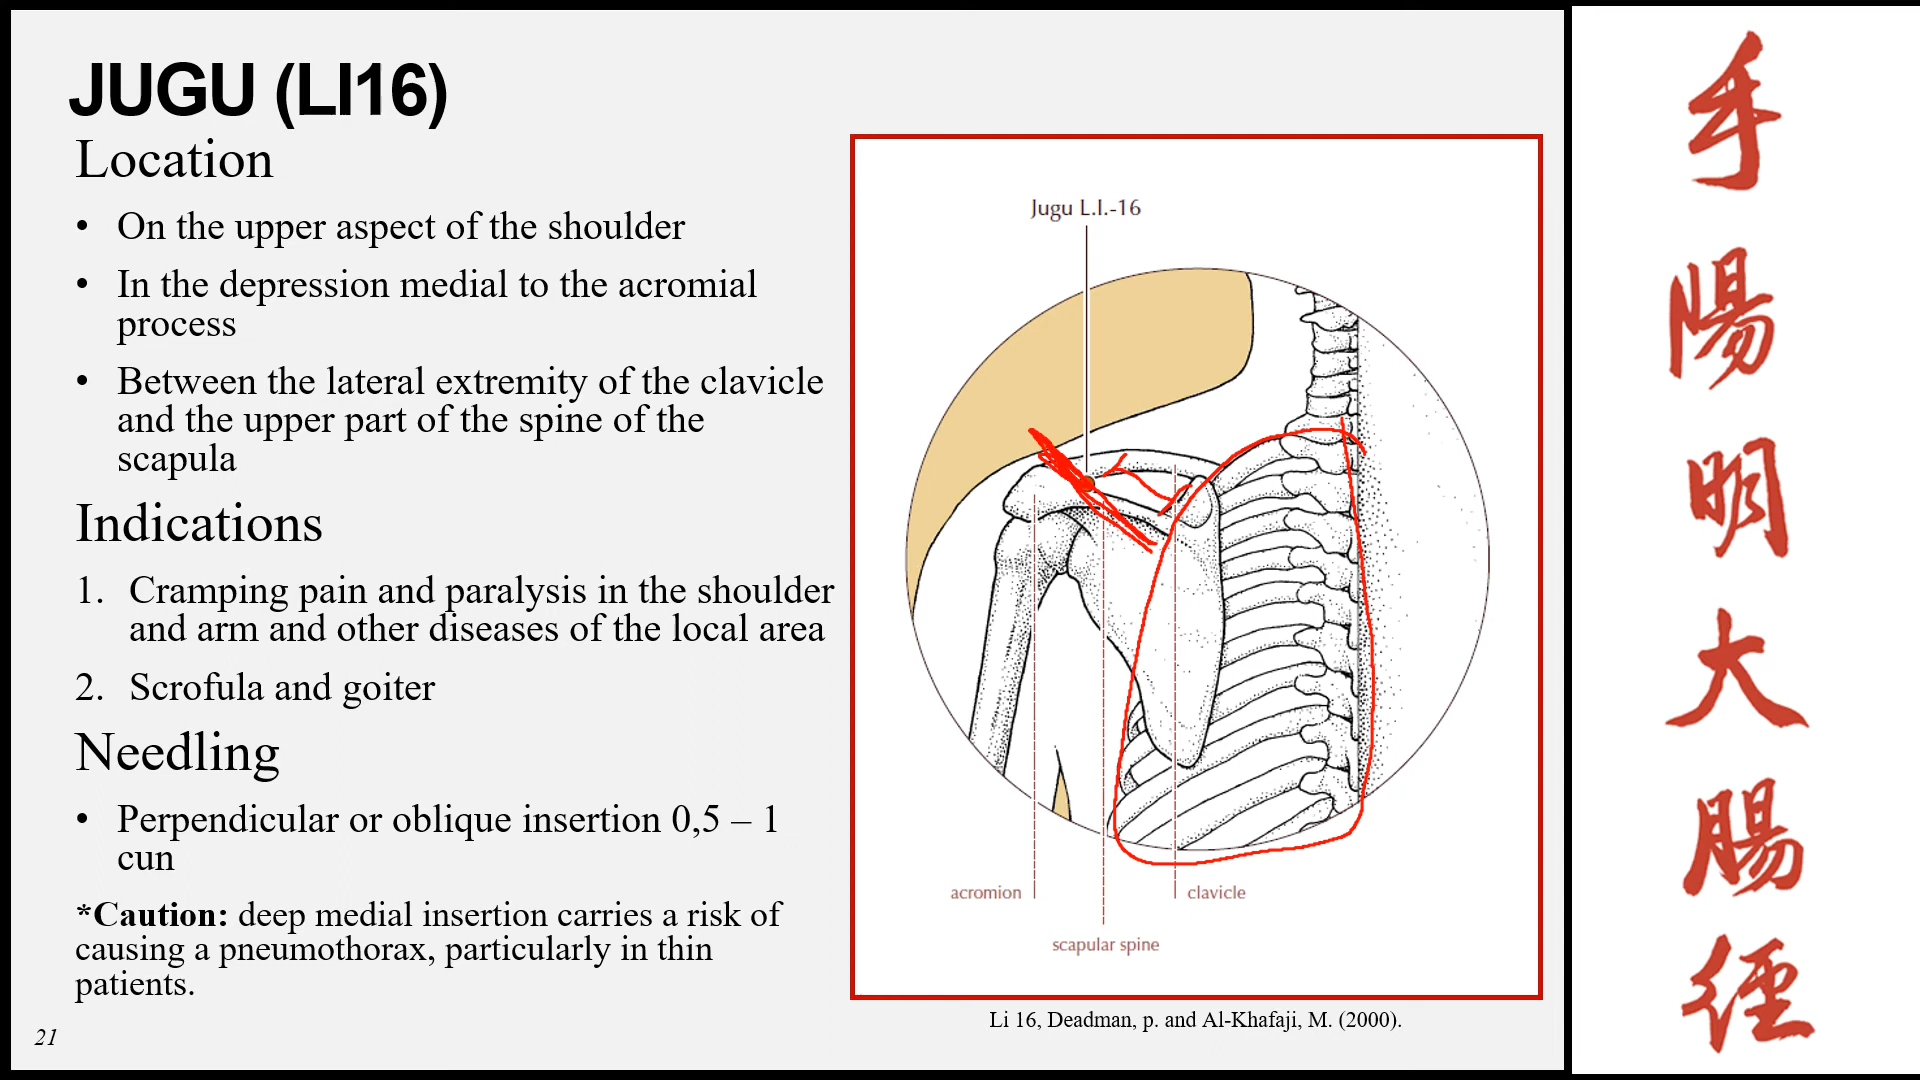 JUGU (LI16)
Location
• On the upper aspect of the shoulder
• In the depression medial to the acromial
process
• Between the lateral extremity of the clavicle
and the upper part of the spine of the
scapula
Indications
1. Cramping pain and paralysis in the shoulder
and arm and other diseases of the local area
2. Scrofula and goiter
Needling
• Perpendicular or oblique insertion 0,5 – 1
cun
*Caution: deep medial insertion carries a risk of
causing a pneumothorax, particularly in thin
patients.
21
Jugu L.I.-16
acromion
clavicle
scapular spine
Li 16, Deadman, p. and Al-Khafaji, M. (2000).
手陽明大腸經